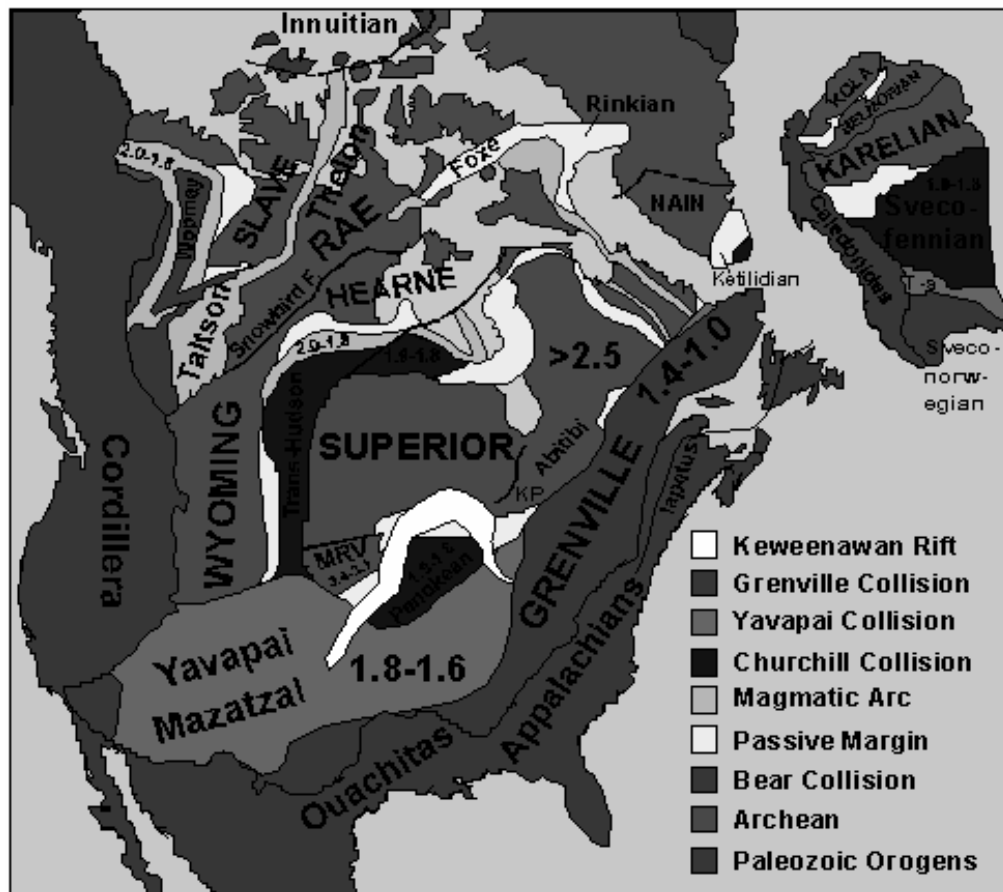 Innuitian
Rinkian
KOLA
BELMORIAN
KARELIAN
2.0-1.8
Wopmay
SLAVE
Thelon
RAE
Foxe
NAIN
Ketilidian
1.9-1.8
Sveco-
fennian
Caledonides
T-S
Sveco-
norw-
egian
Taltson
Snowbird F.
HEARNE
2.0-1.8
1.9-1.8
>2.5
1.4-1.0
Cordillera
WYOMING
Trans-Hudson
SUPERIOR
Abitibi
KP
GRENVILLE
Iapetus
MRV
Penokean
Yavapai
Mazatzal
1.8-1.6
Ouachitas
Appalachians
Keweenawan Rift
Grenville Collision
Yavapai Collision
Churchill Collision
Magmatic Arc
Passive Margin
Bear Collision
Archean
Paleozoic Orogens